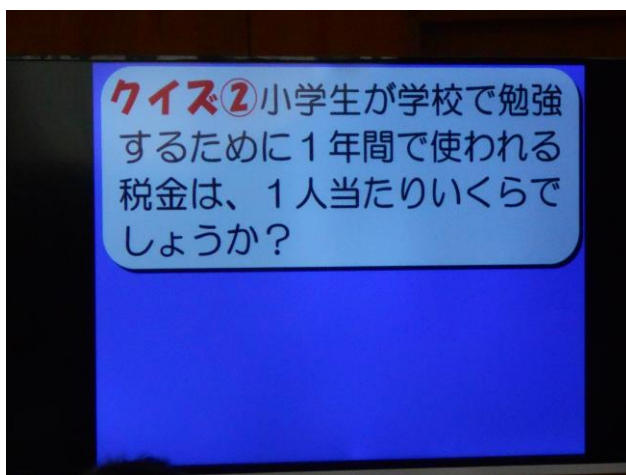 クイズ②小学生が学校で勉強
するために１年間で使われる
税金は、１人当たりいくらで
しょうか？